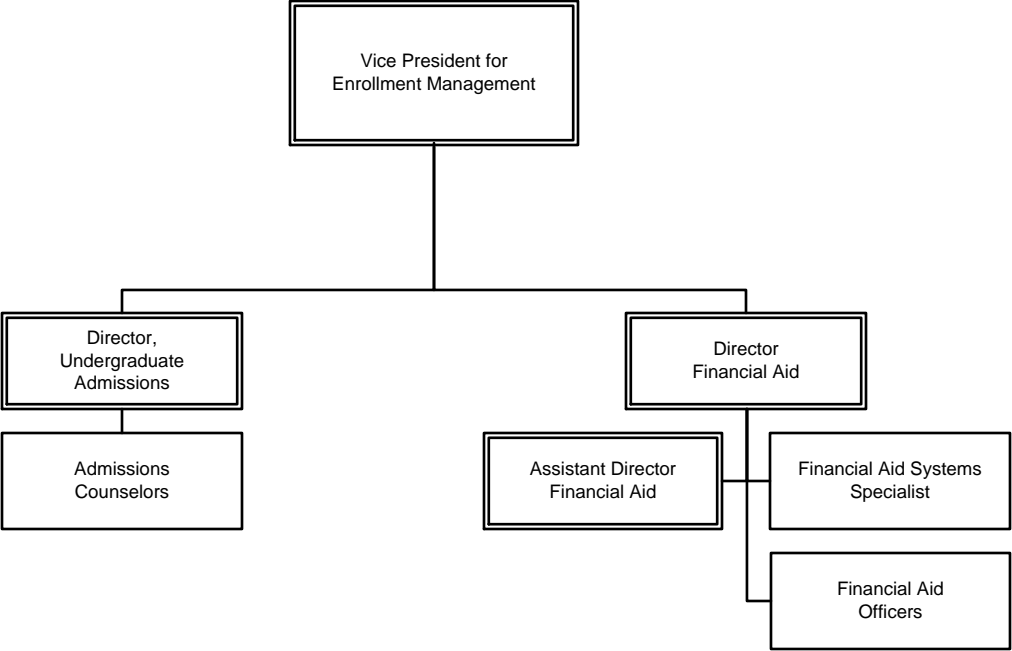 Vice President for
Enrollment Management
Director,
Undergraduate
Admissions
Director
Financial Aid
Admissions
Counselors
Assistant Director
Financial Aid
Financial Aid Systems
Specialist
Financial Aid
Officers